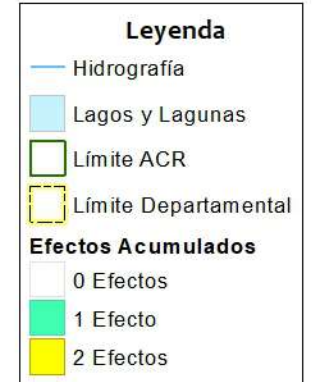 Leyenda
Hidrografía
Lagos y Lagunas
Límite ACR
Límite Departamental
Efectos Acumulados
0 Efectos
1 Efecto
2 Efectos